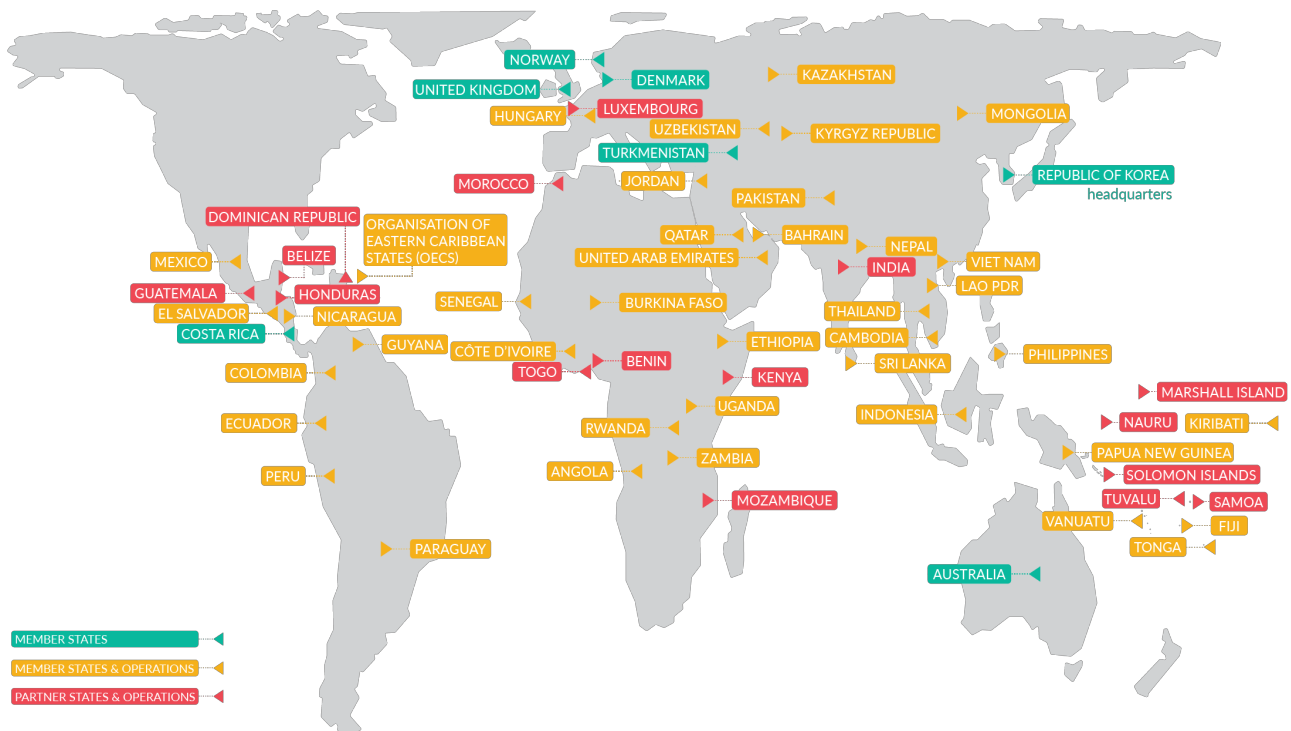 NORWAY
DENMARK
KAZAKHSTAN
UNITED KINGDOM
LUXEMBOURG
HUNGARY
MONGOLIA
UZBEKISTAN
KYRGYZ REPUBLIC
TURKMENISTAN
REPUBLIC OF KOREA
headquarters
MOROCCO
JORDAN
PAKISTAN
DOMINICAN REPUBLIC
ORGANISATION OF
EASTERN CARIBBEAN
STATES (OECS)
QATAR
BAHRAIN
NEPAL
BELIZE
MEXICO
UNITED ARAB EMIRATES
INDIA
VIET NAM
LAO PDR
GUATEMALA
HONDURAS
SENEGAL
BURKINA FASO
EL SALVADOR
NICARAGUA
THAILAND
COSTA RICA
GUYANA
CÔTE D'IVOIRE
ETHIOPIA
CAMBODIA
PHILIPPINES
BENIN
SRI LANKA
COLOMBIA
TOGO
KENYA
MARSHALL ISLAND
UGANDA
INDONESIA
NAURU
KIRIBATI
ECUADOR
RWANDA
PAPUA NEW GUINEA
ZAMBIA
PERU
ANGOLA
SOLOMON ISLANDS
MOZAMBIQUE
TUVALU
SAMOA
VANUATU
FIJI
PARAGUAY
TONGA
AUSTRALIA
MEMBER STATES
MEMBER STATES & OPERATIONS
PARTNER STATES & OPERATIONS